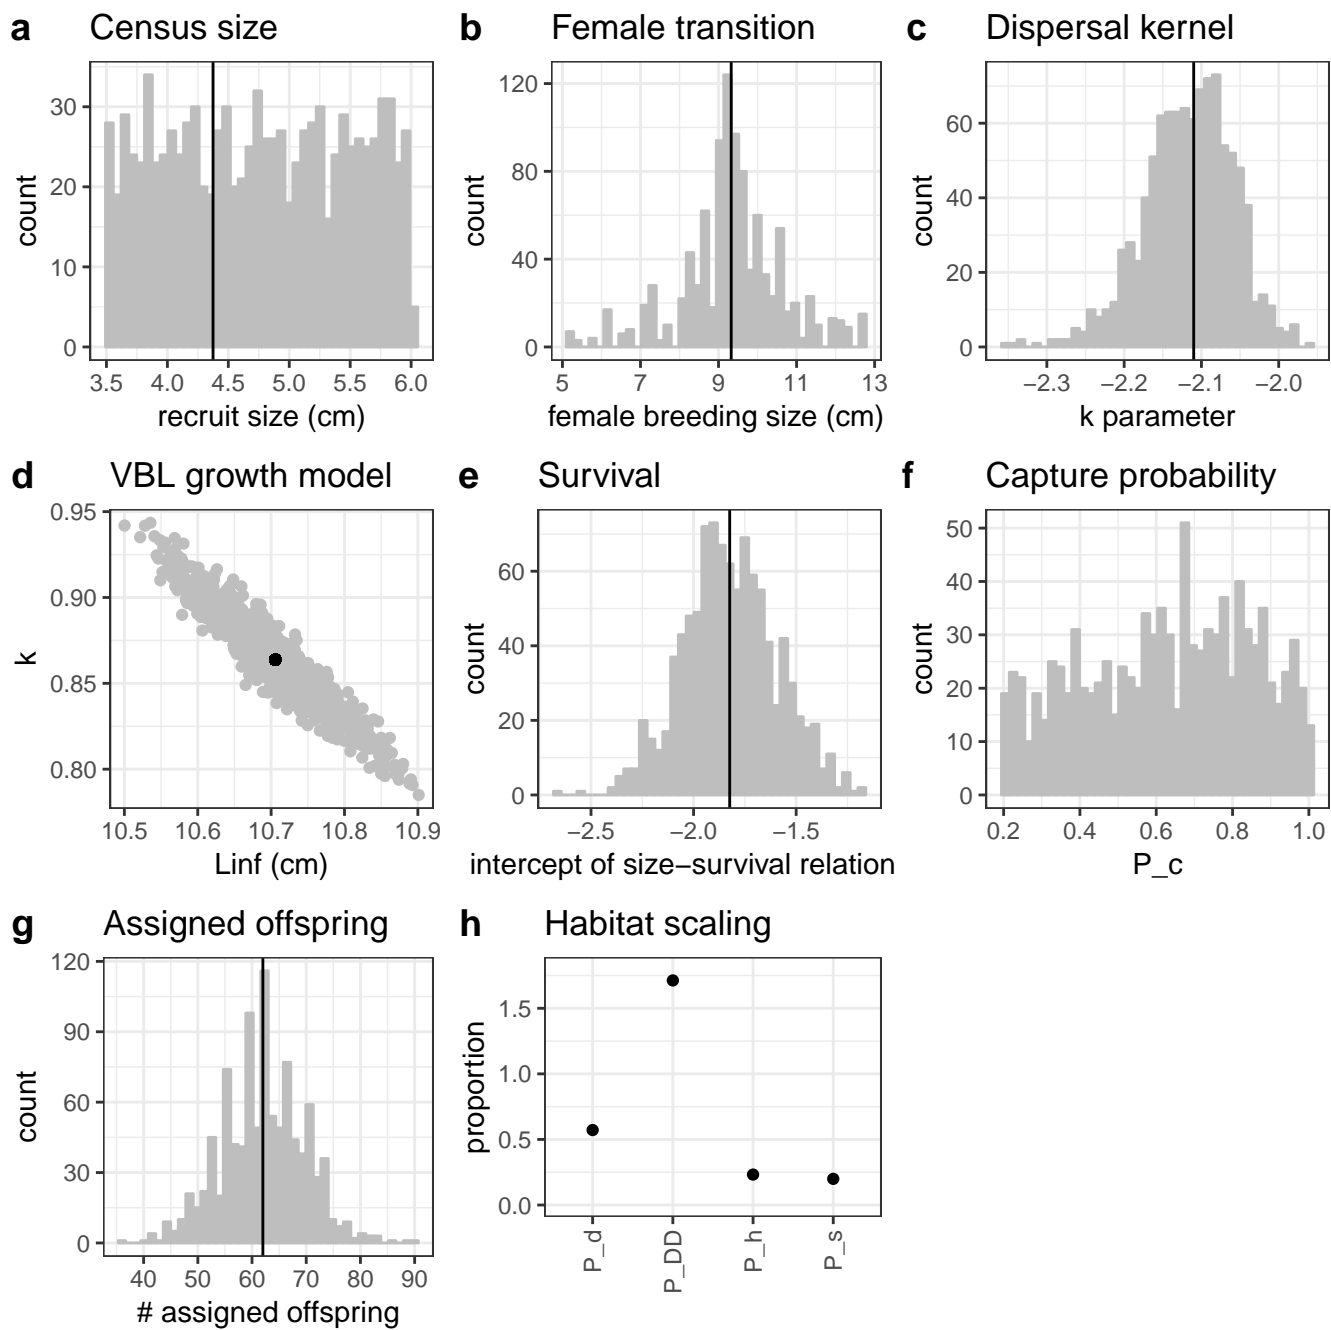 a Census size
30
20
10
0
count
3.5 4.0 4.5 5.0 5.5 6.0
recruit size (cm)
b Female transition
120
80
40
0
count
5 7 9 11 13
female breeding size (cm)
c Dispersal kernel
60
40
20
0
count
−2.3 −2.2 −2.1 −2.0
k parameter
d VBL growth model
0.95
0.90
0.85
0.80
k
10.5 10.6 10.7 10.8 10.9
Linf (cm)
e Survival
60
40
20
0
count
−2.5 −2.0 −1.5
intercept of size−survival relation
f Capture probability
50
40
30
20
10
0
count
0.2 0.4 0.6 0.8 1.0
P_c
g Assigned offspring
120
90
60
30
0
count
40 50 60 70 80 90
# assigned offspring
h Habitat scaling
1.5
1.0
0.5
0.0
proportion
P_d
P_DD
P_h
P_s